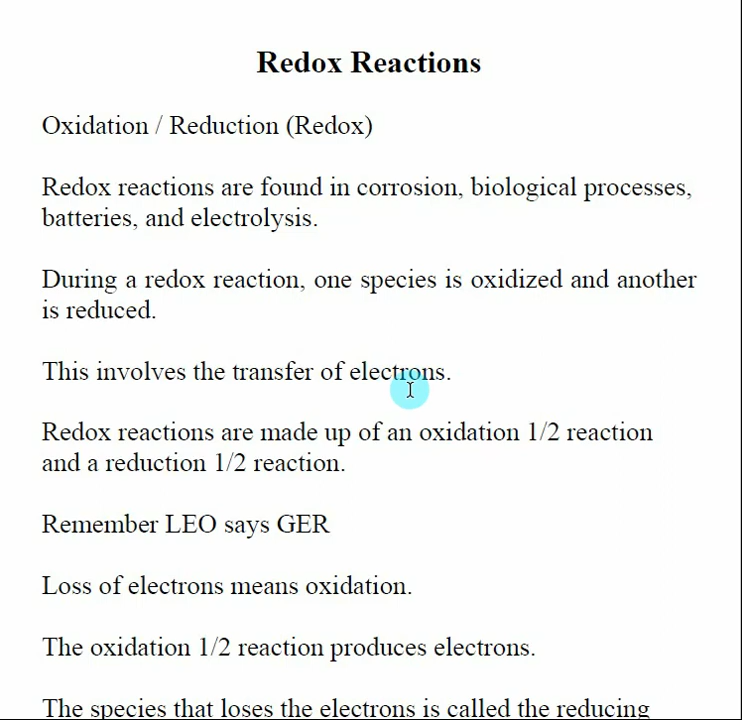 Redox Reactions
Oxidation / Reduction (Redox)
Redox reactions are found in corrosion, biological processes,
batteries, and electrolysis.
During a redox reaction, one species is oxidized and another
is reduced.
This involves the transfer of electrons.
Redox reactions are made up of an oxidation 1/2 reaction
and a reduction 1/2 reaction.
Remember LEO says GER
Loss of electrons means oxidation.
The oxidation 1/2 reaction produces electrons.
The species that loses the electrons is called the reducing